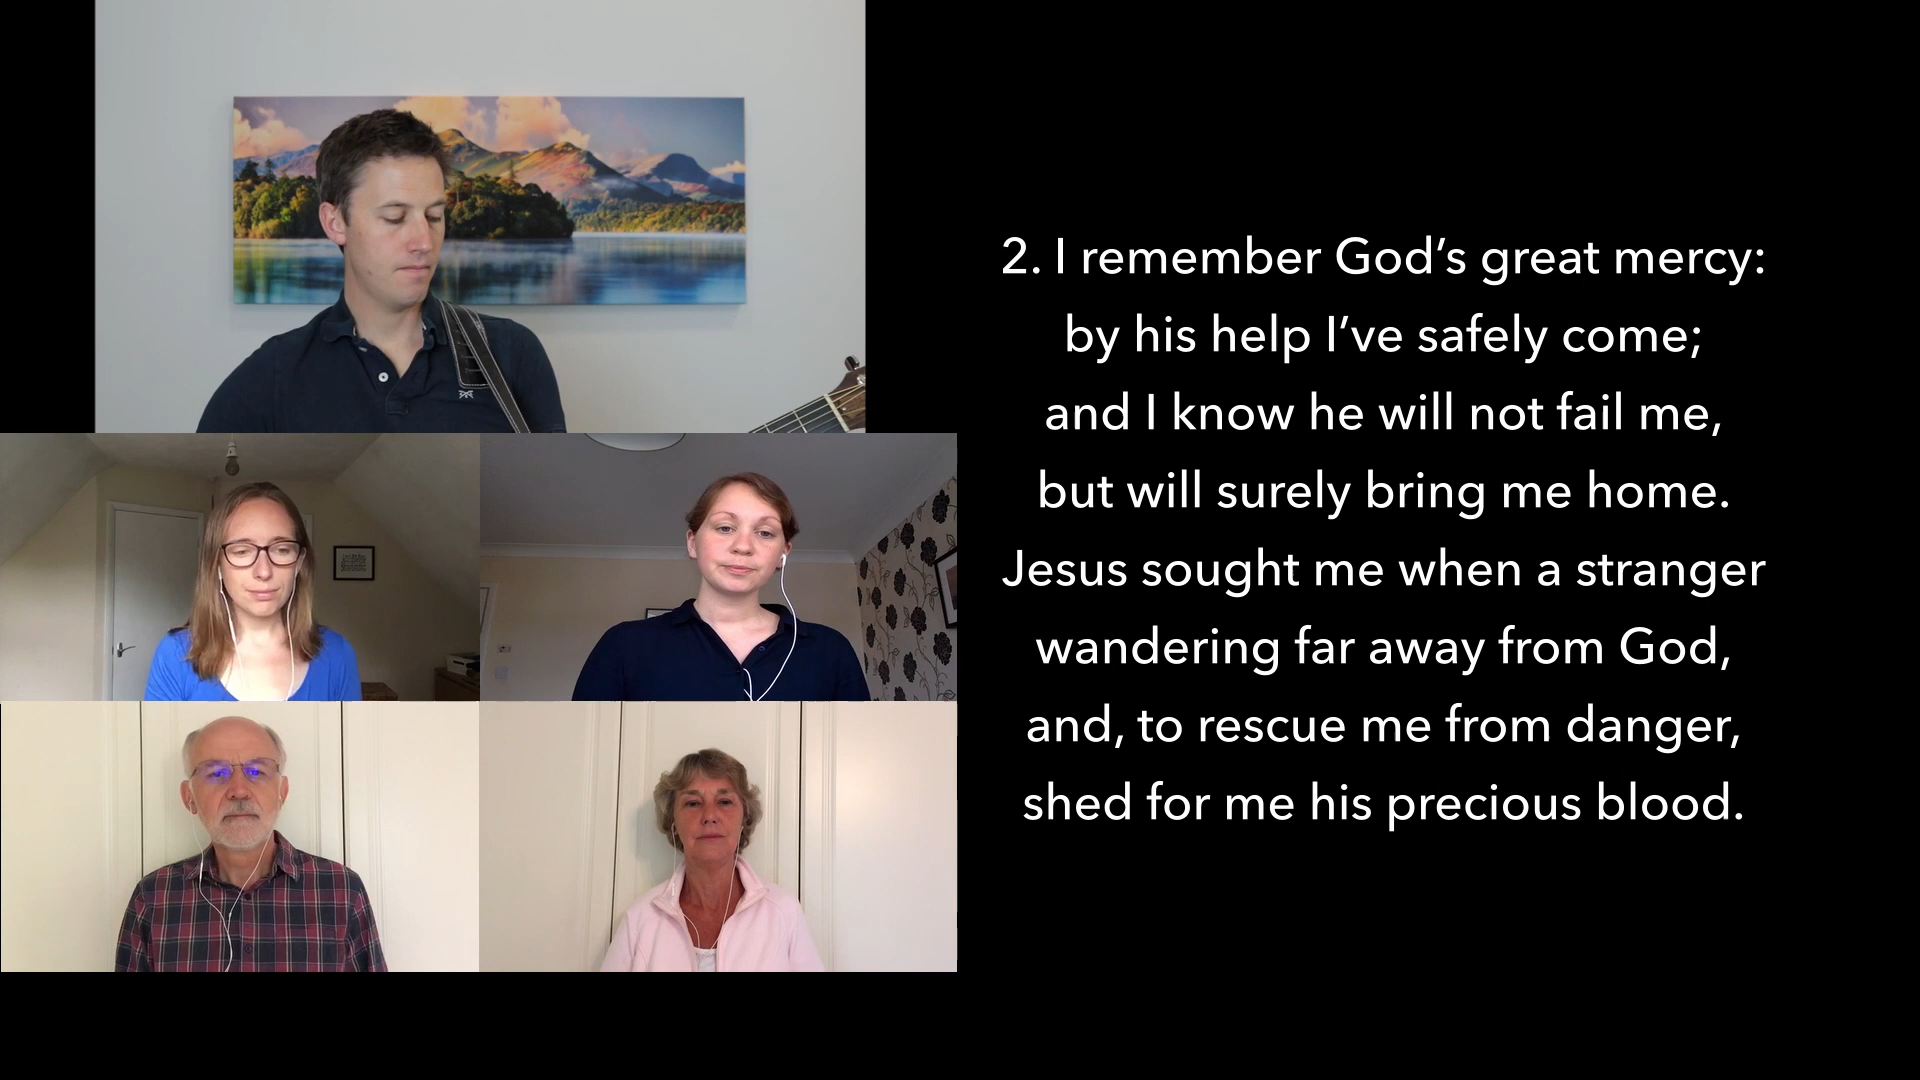 2. I remember God’s great mercy:
by his help I’ve safely come;
and I know he will not fail me,
but will surely bring me home.
Jesus sought me when a stranger
wandering far away from God,
and, to rescue me from danger,
shed for me his precious blood.